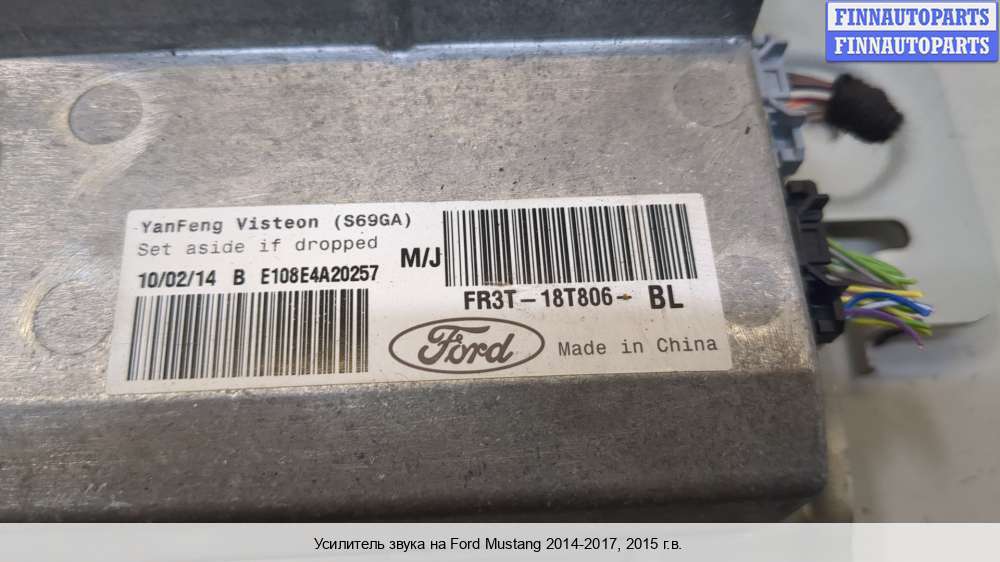 FINNAUTOPARTS
FINNAUTOPARTS
YanFeng Visteon (S69GA)
Set aside if dropped
10/02/14 B E108E4A20257
M/J
FR3T-18T806- BL
Ford
Made in China
Усилитель звука на Ford Mustang 2014-2017, 2015 г.в.